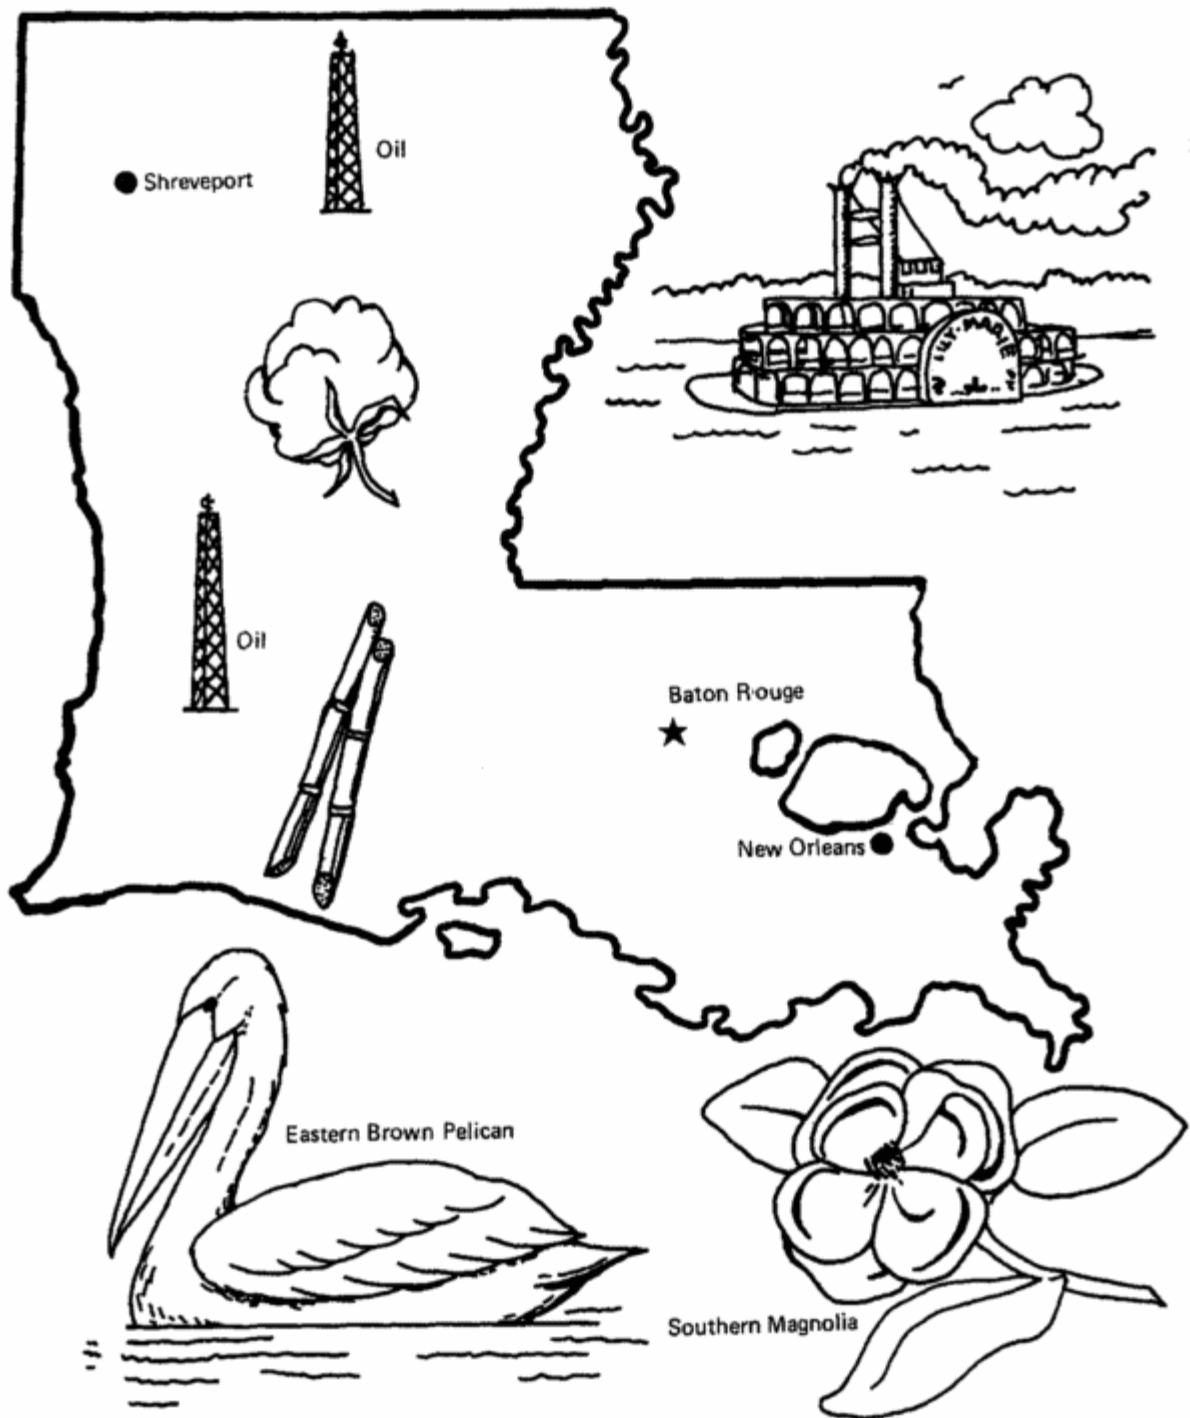 Oil
Shreveport
Oil
Baton Rouge
New Orleans
Eastern Brown Pelican
Southern Magnolia